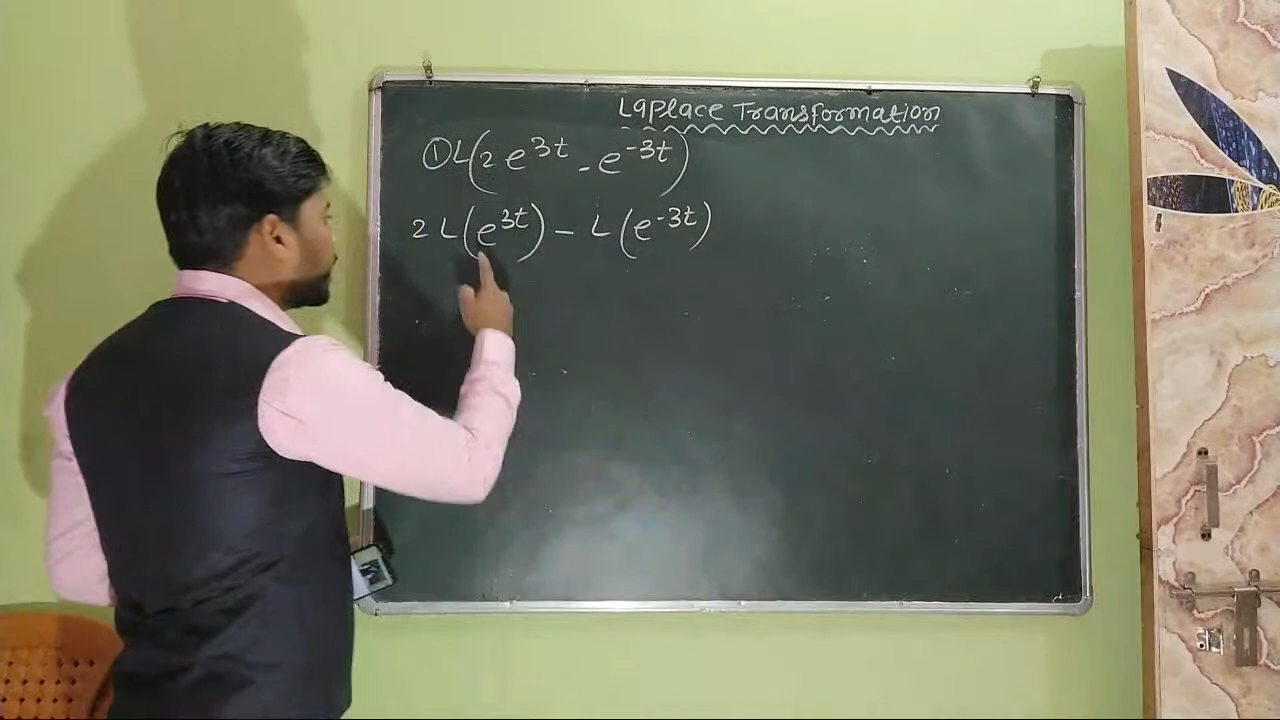 Laplace Transformation
① L(2e^{3t} - e^{-3t})
2 L(e^{3t}) - L(e^{-3t})